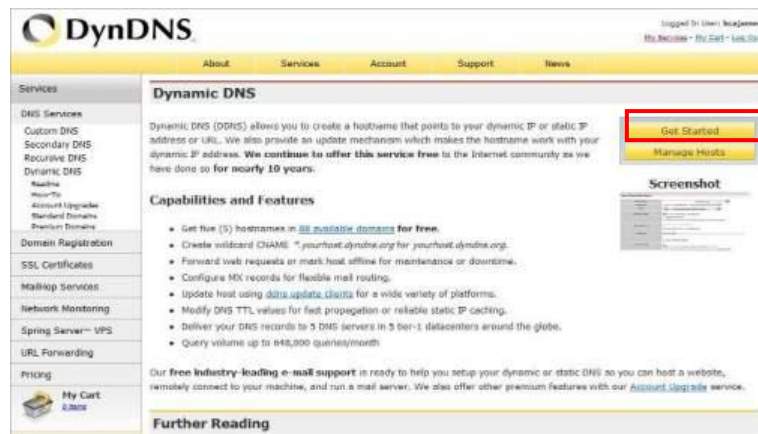 DynDNS
Logged In User:
My Services - My Cart - Log Out
About Services Account Support News
Services
DNS Services
Custom DNS
Secondary DNS
Recursive DNS
Dynamic DNS
Readme
How-To
Account Upgrades
Standard Domains
Premium Domains
Domain Registration
SSL Certificates
MailHop Services
Network Monitoring
Spring Server℠ VPS
URL Forwarding
Pricing
My Cart
0 items
Dynamic DNS
Dynamic DNS (DDNS) allows you to create a hostname that points to your dynamic IP or static IP
address or URL. We also provide an update mechanism which makes the hostname work with your
dynamic IP address. We continue to offer this service free to the Internet community as we
have done so for nearly 10 years.
Capabilities and Features
• Get five (5) hostnames in 88 available domains for free.
• Create wildcard CNAME *.yourhost.dyndns.org for yourhost.dyndns.org.
• Forward web requests or mark host offline for maintenance or downtime.
• Configure MX records for flexible mail routing.
• Update host using ddns update clients for a wide variety of platforms.
• Modify DNS TTL values for fast propegation or reliable static IP caching.
• Deliver your DNS records to 5 DNS servers in 5 tier-1 datacenters around the globe.
• Query volume up to 648,000 queries/month
Our free industry-leading e-mail support is ready to help you setup your dynamic or static DNS so you can host a website,
remotely connect to your machine, and run a mail server. We also offer other premium features with our Account Upgrade service.
Further Reading
Get Started
Manage Hosts
Screenshot